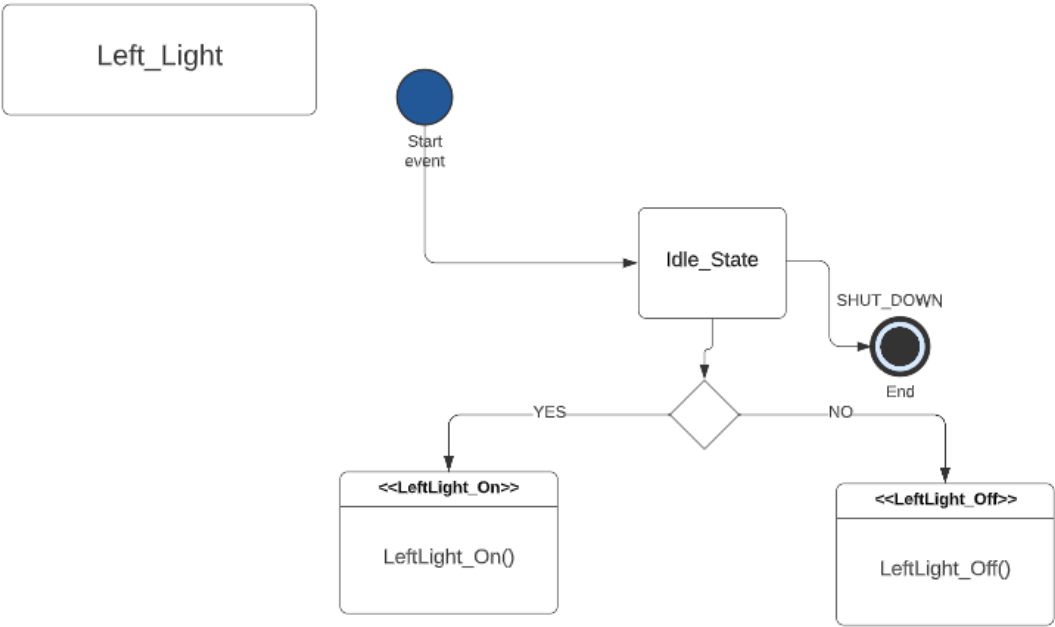 Left_Light
Start
event
Idle_State
SHUT_DOWN
End
YES
NO
<<LeftLight_On>>
LeftLight_On()
<<LeftLight_Off>>
LeftLight_Off()